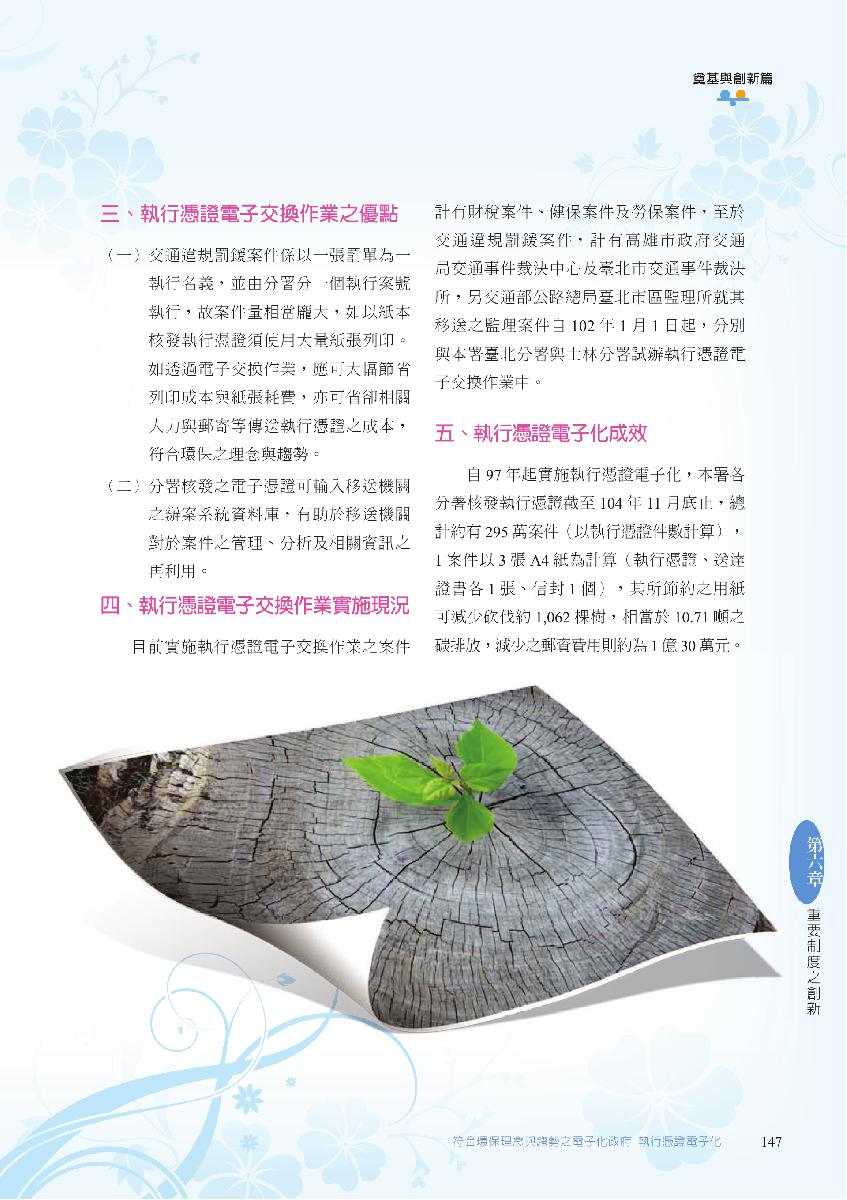 奠基與創新篇
三、執行憑證電子交換作業之優點
（一）交通違規罰鍰案件係以一張罰單為一
執行名義，並由分署分一個執行案號
執行，故案件量相當龐大，如以紙本
核發執行憑證須使用大量紙張列印。
如透過電子交換作業，應可大幅節省
列印成本與紙張耗費，亦可省卻相關
人力與郵寄等傳送執行憑證之成本，
符合環保之理念與趨勢。
（二）分署核發之電子憑證可輸入移送機關
之辦案系統資料庫，有助於移送機關
對於案件之管理、分析及相關資訊之
再利用。
四、執行憑證電子交換作業實施現況
目前實施執行憑證電子交換作業之案件
計有財稅案件、健保案件及勞保案件，至於
交通違規罰鍰案件，計有高雄市政府交通
局交通事件裁決中心及臺北市交通事件裁決
所，另交通部公路總局臺北市區監理所就其
移送之監理案件自 102 年 1 月 1 日起，分別
與本署臺北分署與士林分署試辦執行憑證電
子交換作業中。
五、執行憑證電子化成效
自 97 年起實施執行憑證電子化，本署各
分署核發執行憑證截至 104 年 11 月底止，總
計約有 295 萬案件（以執行憑證件數計算），
1 案件以 3 張 A4 紙為計算（執行憑證、送達
證書各 1 張、信封 1 個），其所節約之用紙
可減少砍伐約 1,062 棵樹，相當於 10.71 噸之
碳排放，減少之郵資費用則約為 1 億 30 萬元。
第六章
重要制度之創新
符合環保理念與趨勢之電子化政府 執行憑證電子化
147